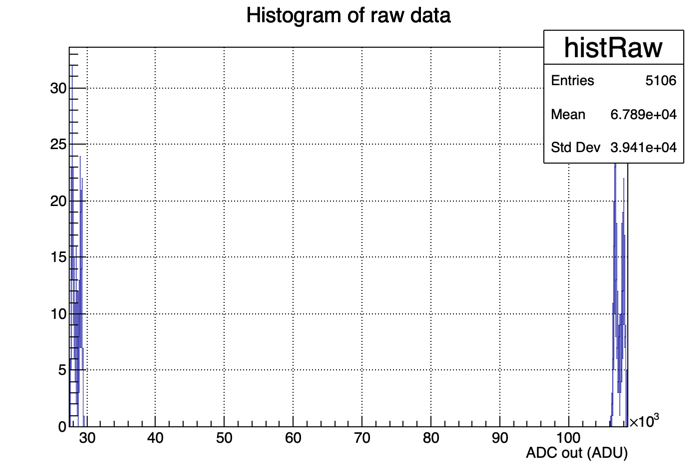 Histogram of raw data
histRaw
Entries 5106
Mean 6.789e+04
Std Dev 3.941e+04
30
25
20
15
10
5
0
30 40 50 60 70 80 90 100 ×10³
ADC out (ADU)